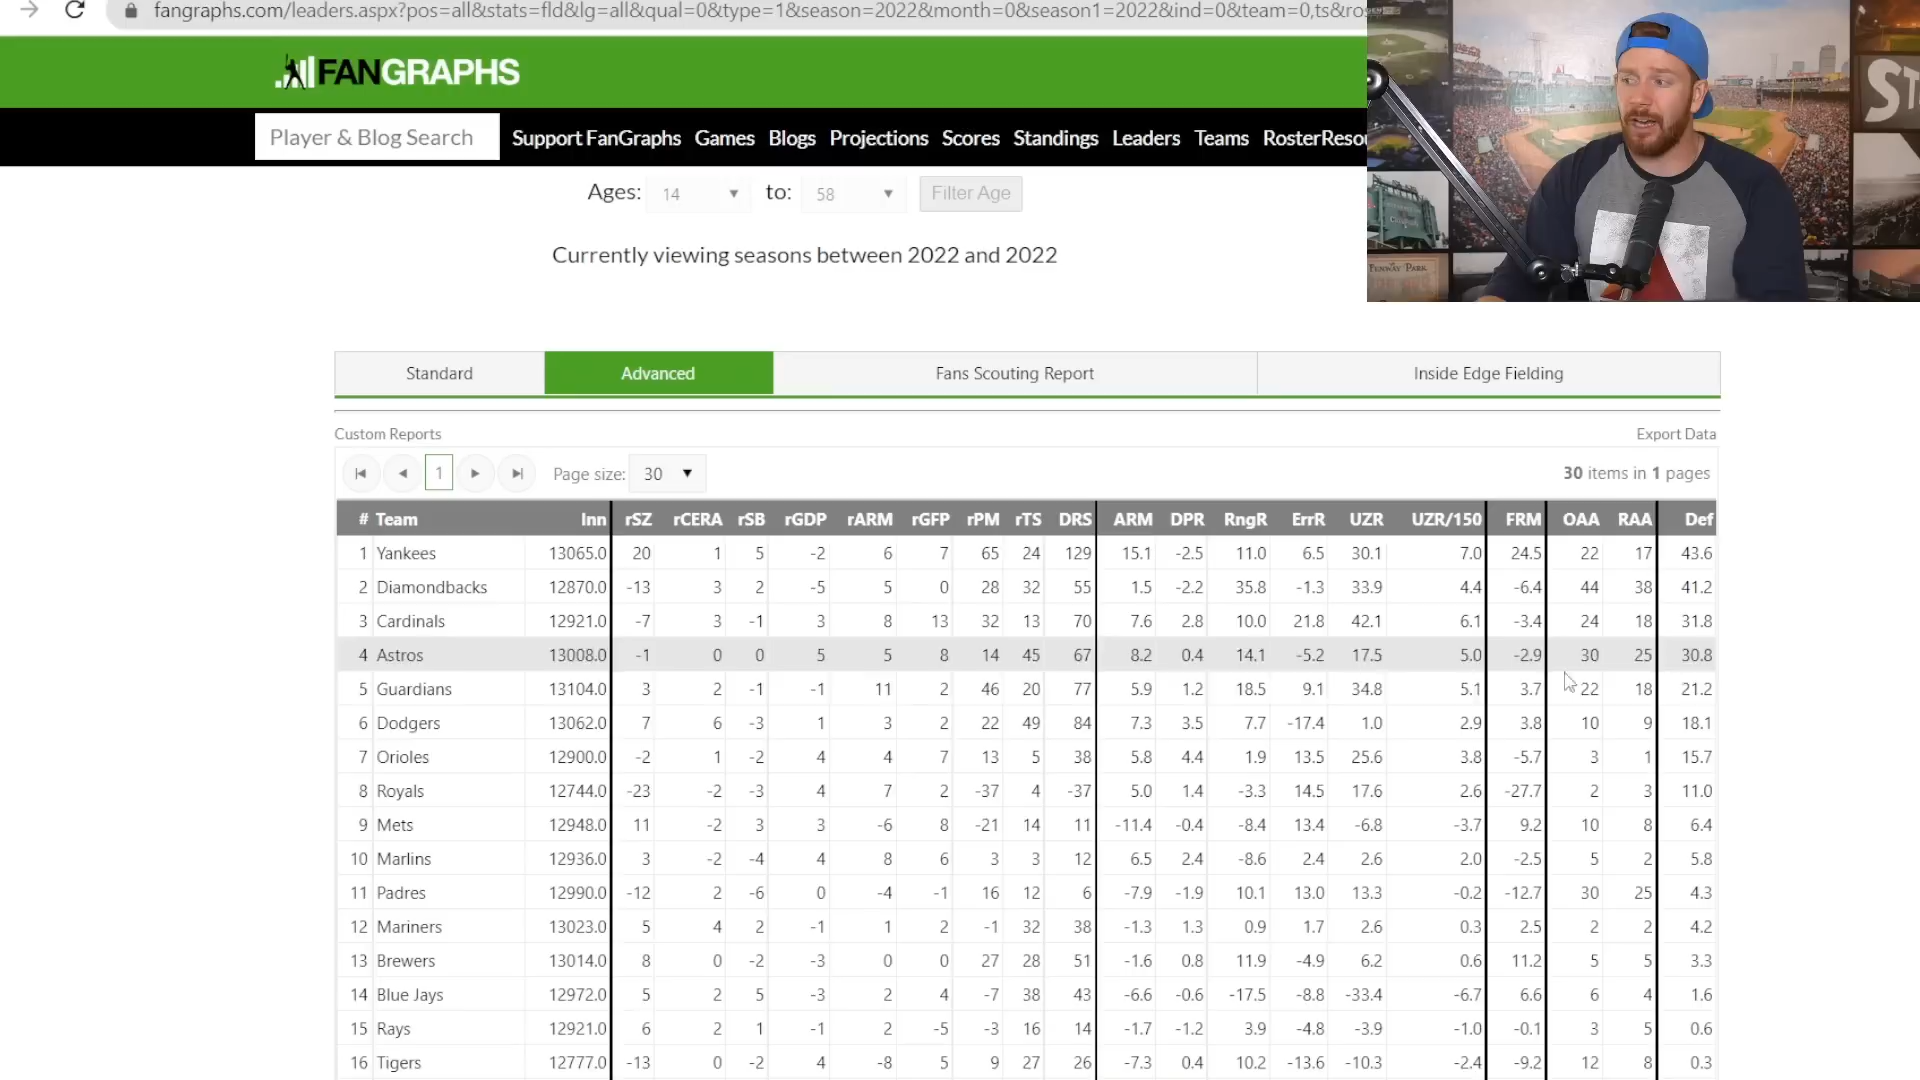 fangraphs.com/leaders.aspx?pos=all&stats=fld&lg=all&qual=0&type=1&season=2022&month=0&season1=2022&ind=0&team=0,ts&ro
FANGRAPHS
Player & Blog Search Support FanGraphs Games Blogs Projections Scores Standings Leaders Teams RosterResou
Ages: 14 to: 58 Filter Age
FENWAY PARK
Currently viewing seasons between 2022 and 2022
Standard Advanced Fans Scouting Report Inside Edge Fielding
Custom Reports Export Data
1 Page size: 30 30 items in 1 pages
# Team Inn rSZ rCERA rSB rGDP rARM rGFP rPM rTS DRS ARM DPR RngR ErrR UZR UZR/150 FRM OAA RAA Def
1 Yankees 13065.0 20 1 5 -2 6 7 65 24 129 15.1 -2.5 11.0 6.5 30.1 7.0 24.5 22 17 43.6
2 Diamondbacks 12870.0 -13 3 2 -5 5 0 28 32 55 1.5 -2.2 35.8 -1.3 33.9 4.4 -6.4 44 38 41.2
3 Cardinals 12921.0 -7 3 -1 3 8 13 32 13 70 7.6 2.8 10.0 21.8 42.1 6.1 -3.4 24 18 31.8
4 Astros 13008.0 -1 0 0 5 5 8 14 45 67 8.2 0.4 14.1 -5.2 17.5 5.0 -2.9 30 25 30.8
5 Guardians 13104.0 3 2 -1 -1 11 2 46 20 77 5.9 1.2 18.5 9.1 34.8 5.1 3.7 22 18 21.2
6 Dodgers 13062.0 7 6 -3 1 3 2 22 49 84 7.3 3.5 7.7 -17.4 1.0 2.9 3.8 10 9 18.1
7 Orioles 12900.0 -2 1 -2 4 4 7 13 5 38 5.8 4.4 1.9 13.5 25.6 3.8 -5.7 3 1 15.7
8 Royals 12744.0 -23 -2 -3 4 7 2 -37 4 -37 5.0 1.4 -3.3 14.5 17.6 2.6 -27.7 2 3 11.0
9 Mets 12948.0 11 -2 3 3 -6 8 -21 14 11 -11.4 -0.4 -8.4 13.4 -6.8 -3.7 9.2 10 8 6.4
10 Marlins 12936.0 3 -2 -4 4 8 6 3 3 12 6.5 2.4 -8.6 2.4 2.6 2.0 -2.5 5 2 5.8
11 Padres 12990.0 -12 2 -6 0 -4 -1 16 12 6 -7.9 -1.9 10.1 13.0 13.3 -0.2 -12.7 30 25 4.3
12 Mariners 13023.0 5 4 2 -1 1 2 -1 32 38 -1.3 1.3 0.9 1.7 2.6 0.3 2.5 2 2 4.2
13 Brewers 13014.0 8 0 -2 -3 0 0 27 28 51 -1.6 0.8 11.9 -4.9 6.2 0.6 11.2 5 5 3.3
14 Blue Jays 12972.0 5 2 5 -3 2 4 -7 38 43 -6.6 -0.6 -17.5 -8.8 -33.4 -6.7 6.6 6 4 1.6
15 Rays 12921.0 6 2 1 -1 2 -5 -3 16 14 -1.7 -1.2 3.9 -4.8 -3.9 -1.0 -0.1 3 5 0.6
16 Tigers 12777.0 -13 0 -2 4 -8 5 9 27 26 -7.3 0.4 10.2 -13.6 -10.3 -2.4 -9.2 12 8 0.3